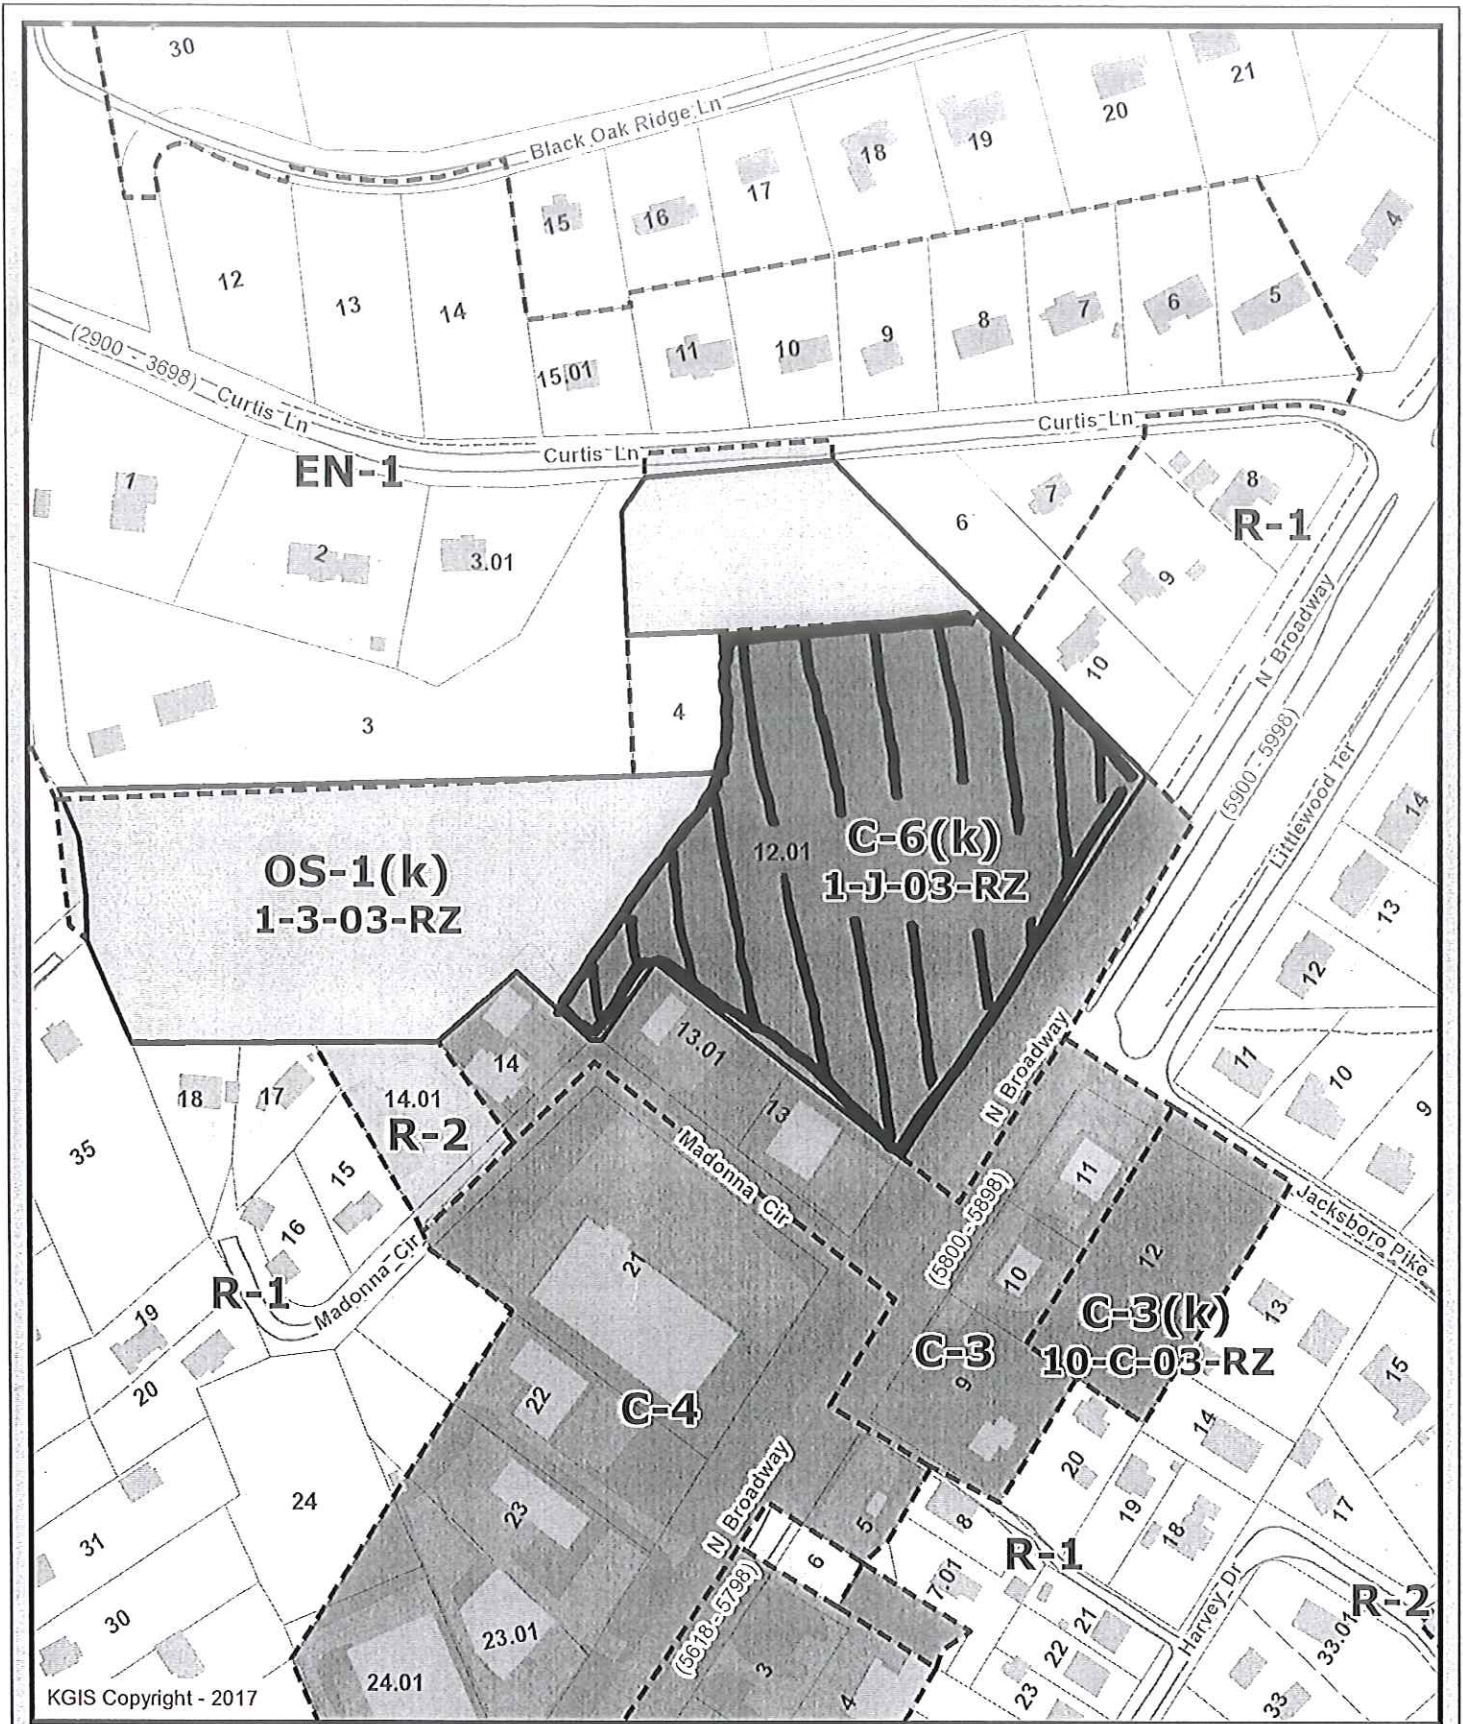 30
Black Oak Ridge Ln
21
20
19
18
17
16
15
4
12
13
14
15.01
11
10
9
8
7
6
5
(2900 - 3698) Curtis Ln
Curtis Ln
Curtis Ln
EN-1
1
2
3.01
6
7
8
R-1
9
10
N Broadway
(5900 - 5998)
Littlewood Ter
3
4
14
13
12
OS-1(k)
1-3-03-RZ
12.01
C-6(k)
1-J-03-RZ
11
10
9
N Broadway
13.01
13
14
14.01
R-2
18
17
35
16
15
Madonna Cir
Madonna Cir
R-1
11
12
10
(5800 - 5898)
Jacksboro Pike
C-3(k)
10-C-03-RZ
C-3
9
13
15
14
19
20
21
22
C-4
20
19
18
17
24
23
N Broadway
5
8
R-1
6
7.01
31
30
23.01
(5618 - 5798)
3
4
21
22
23
Harvey Dr
R-2
33.01
33
24.01
KGIS Copyright - 2017